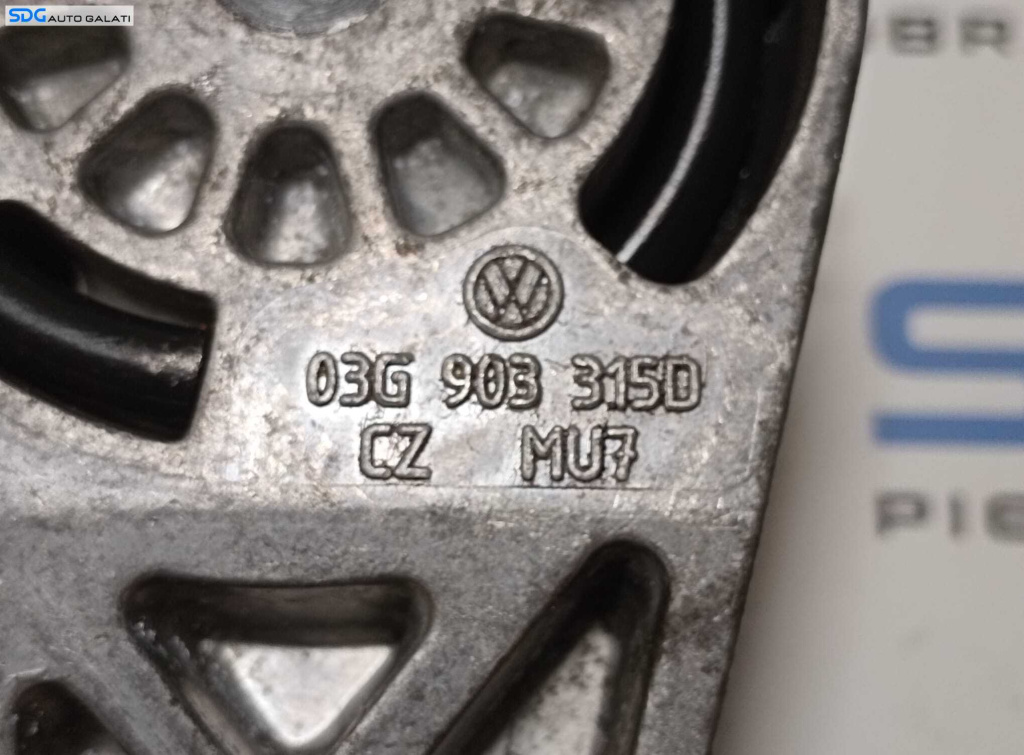 SDG AUTO GALATI
VW
03G 903 315D
CZ MU7